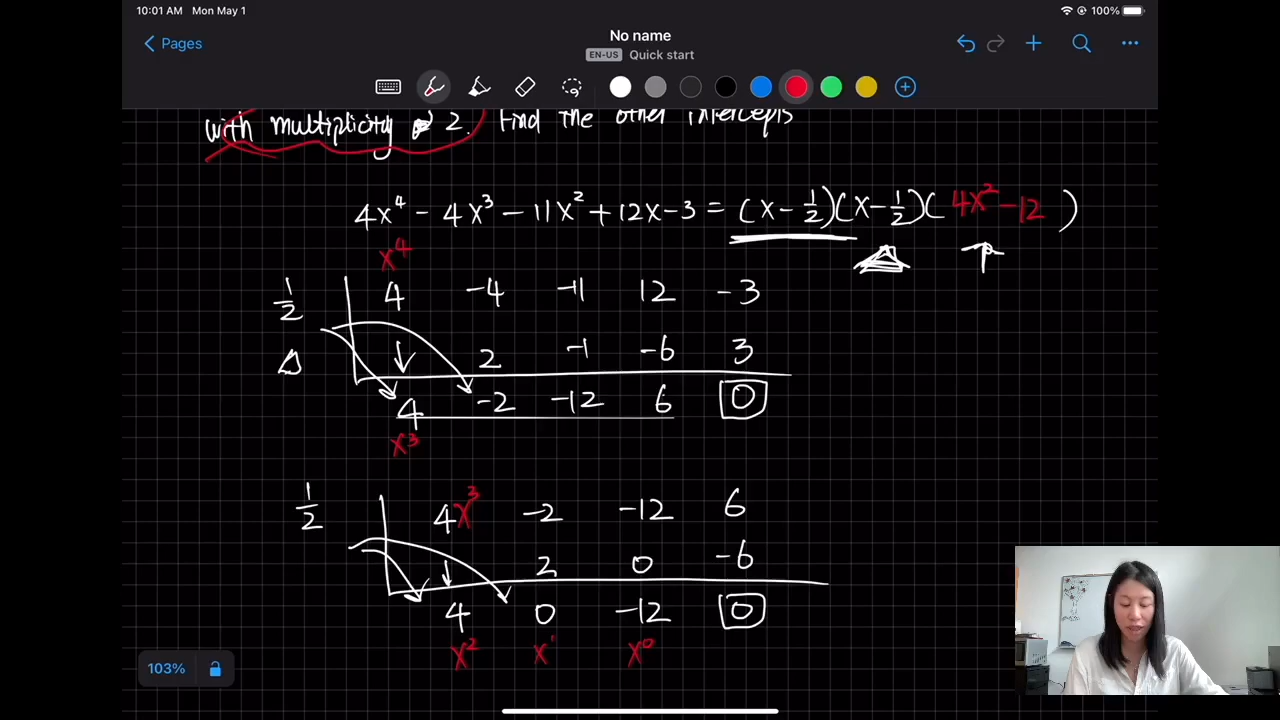 10:01 AM Mon May 1
100%
Pages
No name
EN-US Quick start
with multiplicity 2. Find the other intercepts
4x⁴ - 4x³ - 11x² + 12x - 3 = (x - 1/2)(x - 1/2)(4x² - 12)
x⁴
1/2 4 -4 -11 12 -3
2 -1 -6 3
4 -2 -12 6 0
x³
1/2 4x³ -2 -12 6
2 0 -6
4 0 -12 0
x² x¹ x⁰
103%